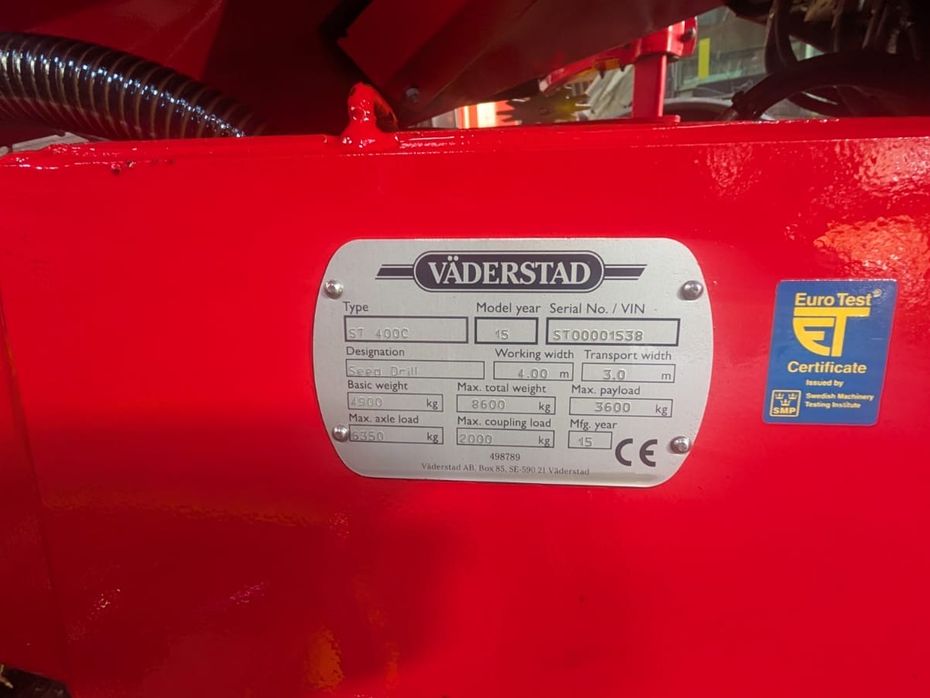 VÄDERSTAD
Type Model year Serial No. / VIN
ST 400C 15 ST00001538
Designation Working width Transport width
Seed Drill 4.00 m 3.0 m
Basic weight Max. total weight Max. payload
4900 kg 8600 kg 3600 kg
Max. axle load Max. coupling load Mfg. year
6350 kg 2000 kg 15
CE
498789
Väderstad AB, Box 85, SE-590 21 Väderstad
Euro Test®
ET
Certificate
Issued by
Swedish Machinery
Testing Institute
SMP